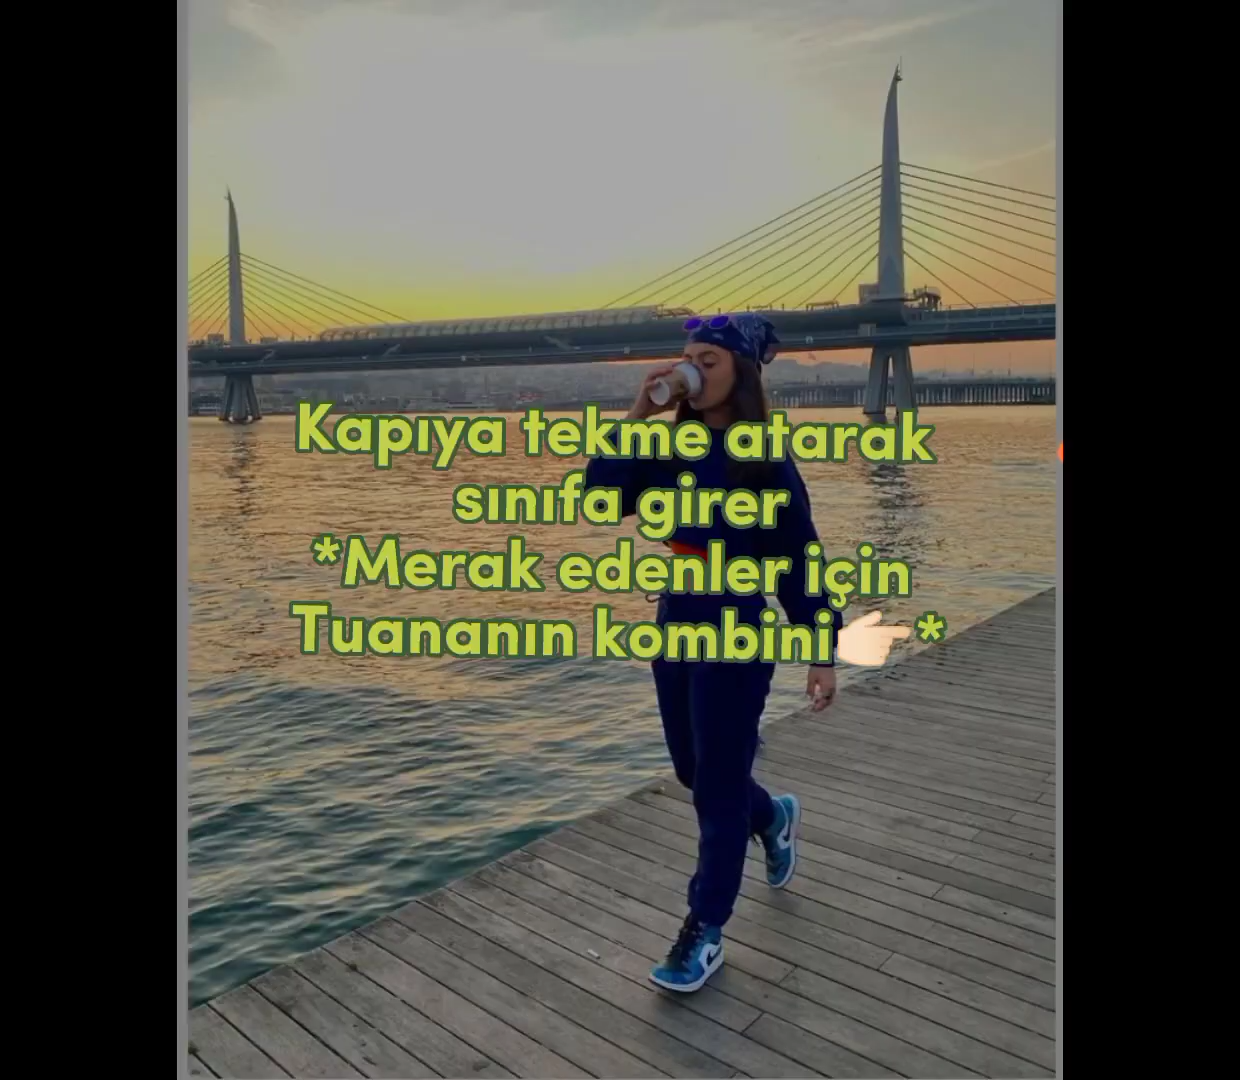 Kapıya tekme atarak
sınıfa girer
*Merak edenler için
Tuananın kombini👉🏻*